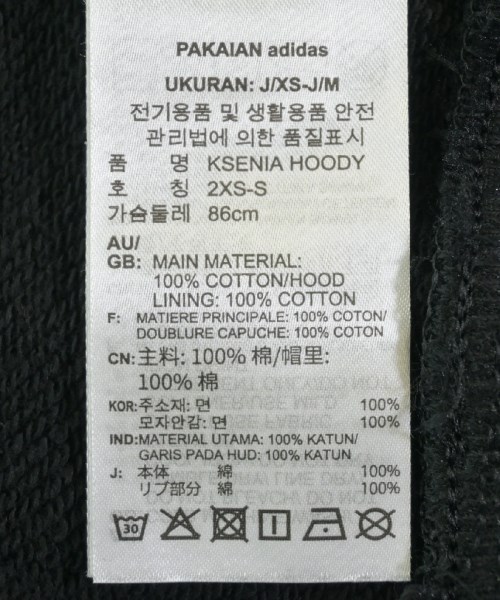 PAKAIAN adidas
UKURAN: J/XS-J/M
전기용품 및 생활용품 안전
관리법에 의한 품질표시
품 명 KSENIA HOODY
호 칭 2XS-S
가슴둘레 86cm
AU/
GB: MAIN MATERIAL:
100% COTTON/HOOD
LINING: 100% COTTON
F: MATIERE PRINCIPALE: 100% COTON/
DOUBLURE CAPUCHE: 100% COTON
CN:主料: 100% 棉/帽里:
100% 棉
KOR:주소재: 면 100%
모자안감: 면 100%
IND:MATERIAL UTAMA: 100% KATUN/
GARIS PADA HUD: 100% KATUN
J: 本体 綿 100%
リブ部分 綿 100%
30